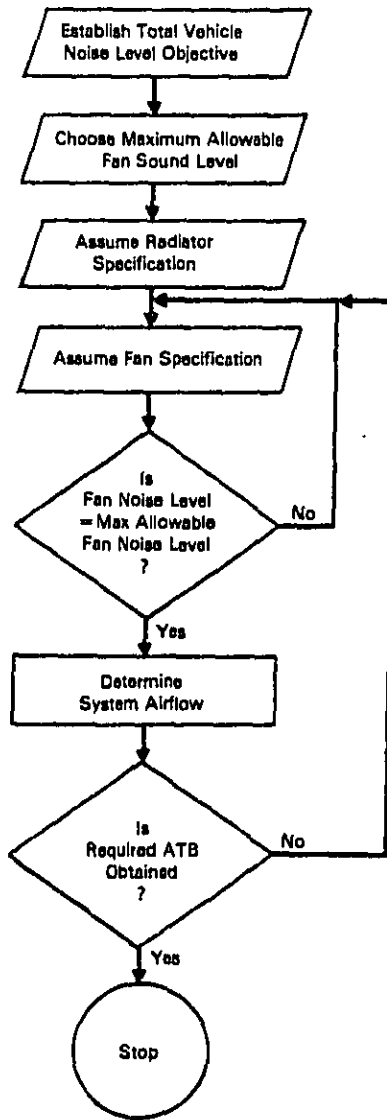 Establish Total Vehicle
Noise Level Objective
Choose Maximum Allowable
Fan Sound Level
Assume Radiator
Specification
Assume Fan Specification
Is
Fan Noise Level
= Max Allowable
Fan Noise Level
?
No
Yes
Determine
System Airflow
Is
Required ATB
Obtained
?
No
Yes
Stop